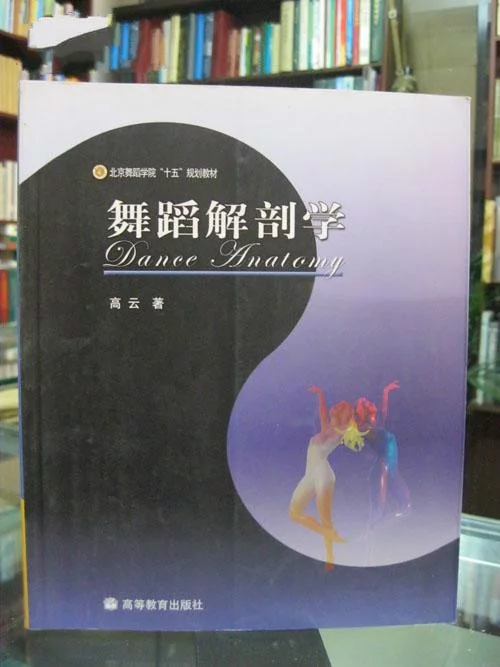 北京舞蹈学院“十五”规划教材
舞蹈解剖学
Dance Anatomy
高云 著
高等教育出版社